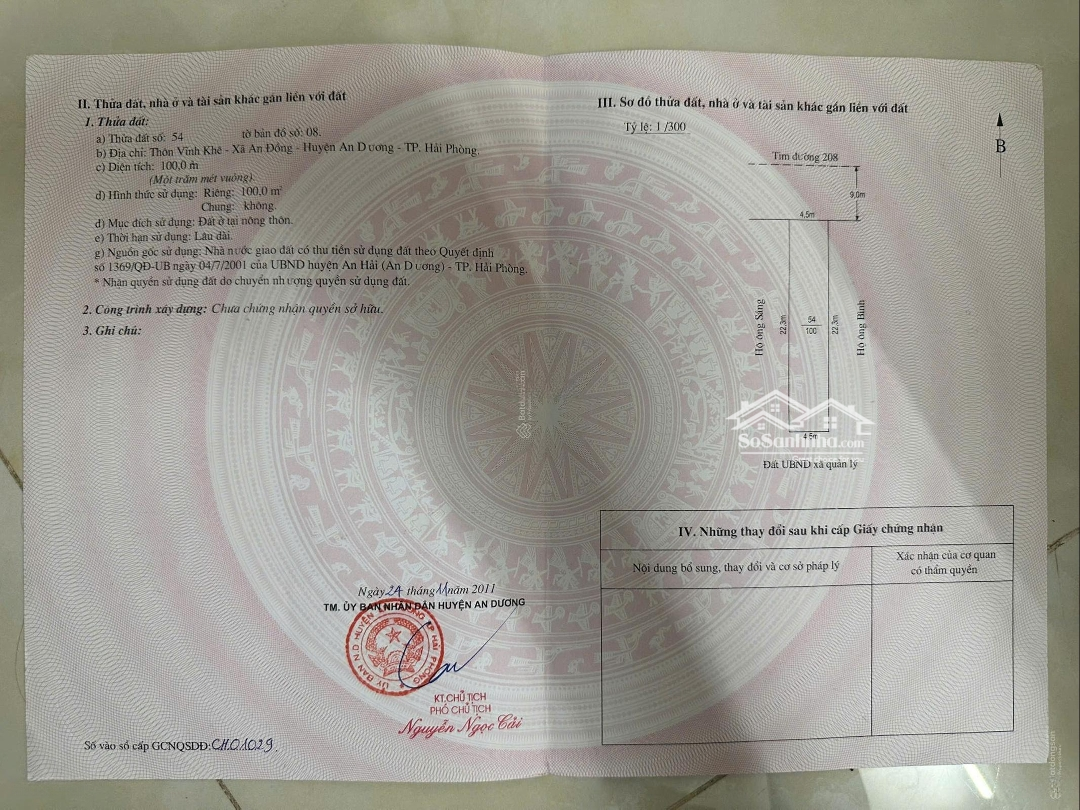 II. Thửa đất, nhà ở và tài sản khác gắn liền với đất
1. Thửa đất:
a) Thửa đất số: 54 tờ bản đồ số: 08.
b) Địa chỉ: Thôn Vĩnh Khê - Xã An Đồng - Huyện An Dương - TP. Hải Phòng.
c) Diện tích: 100,0 m²
(Một trăm mét vuông)
d) Hình thức sử dụng: Riêng: 100,0 m²
Chung: không.
đ) Mục đích sử dụng: Đất ở tại nông thôn.
e) Thời hạn sử dụng: Lâu dài.
g) Nguồn gốc sử dụng: Nhà nước giao đất có thu tiền sử dụng đất theo Quyết định
số 1369/QĐ-UB ngày 04/7/2001 của UBND huyện An Hải (An Dương) - TP. Hải Phòng.
* Nhận quyền sử dụng đất do chuyển nhượng quyền sử dụng đất.
2. Công trình xây dựng: Chưa chứng nhận quyền sở hữu.
3. Ghi chú:
Ngày 24 tháng 11 năm 2011
TM. ỦY BAN NHÂN DÂN HUYỆN AN DƯƠNG
KT.CHỦ TỊCH
PHÓ CHỦ TỊCH
Nguyễn Ngọc Cải
Số vào sổ cấp GCNQSDĐ: CH01029.
III. Sơ đồ thửa đất, nhà ở và tài sản khác gắn liền với đất
Tỷ lệ: 1/300
B
Tim đường 208
9,0m
4,5m
Hộ ông Sáng
22,3m
54
100
22,3m
Hộ ông Bình
4,5m
SoSanhnha.com
Đất UBND xã quản lý
IV. Những thay đổi sau khi cấp Giấy chứng nhận
Nội dung bổ sung, thay đổi và cơ sở pháp lý
Xác nhận của cơ quan
có thẩm quyền